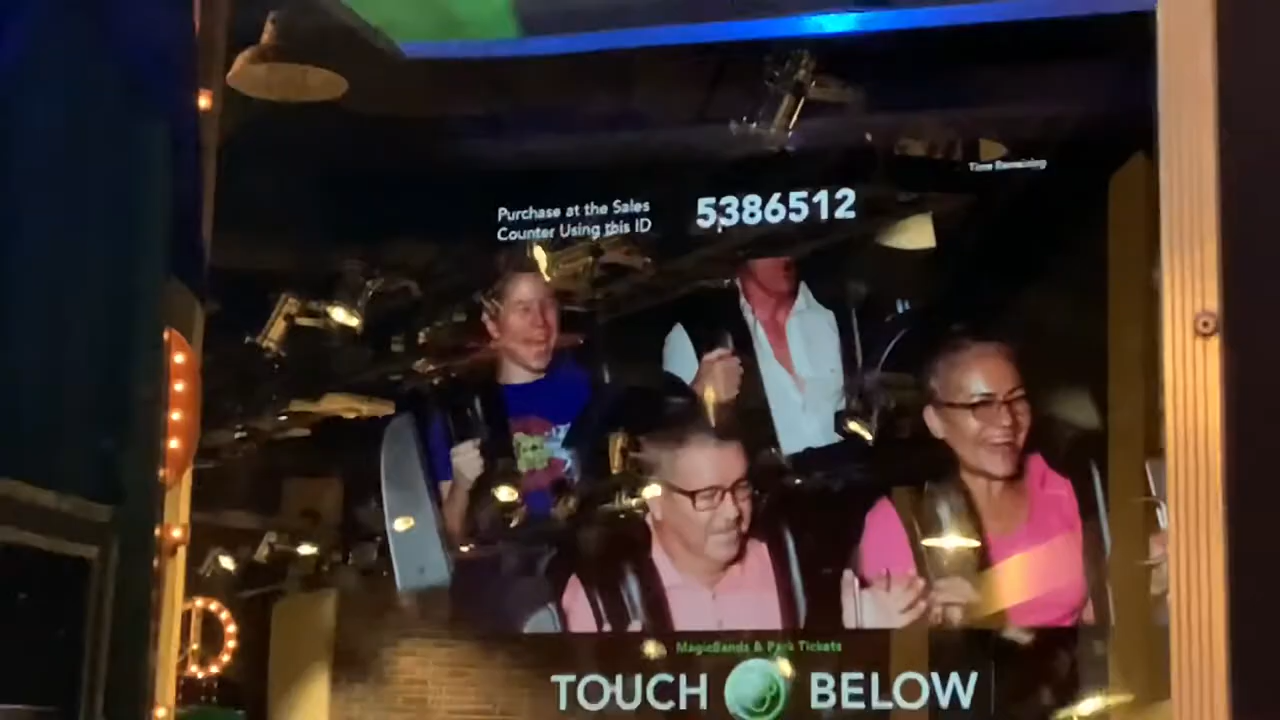 Time Remaining
Purchase at the Sales
Counter Using this ID
5386512
MagicBands & Park Tickets
TOUCH BELOW